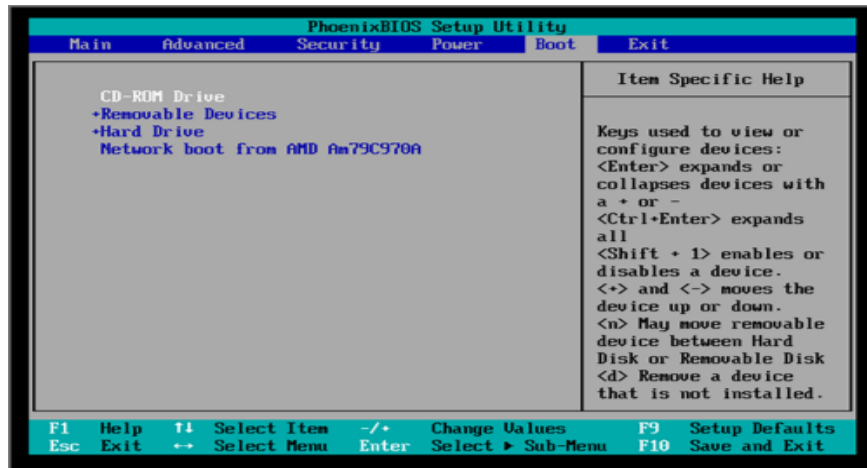 PhoenixBIOS Setup Utility
Main Advanced Security Power Boot Exit
CD-ROM Drive
+Removable Devices
+Hard Drive
Network boot from AMD Am79C970A
Item Specific Help
Keys used to view or
configure devices:
<Enter> expands or
collapses devices with
a + or -
<Ctrl+Enter> expands
all
<Shift + 1> enables or
disables a device.
<+> and <-> moves the
device up or down.
<n> May move removable
device between Hard
Disk or Removable Disk
<d> Remove a device
that is not installed.
F1 Help ↑↓ Select Item -/+ Change Values F9 Setup Defaults
Esc Exit ↔ Select Menu Enter Select ▶ Sub-Menu F10 Save and Exit